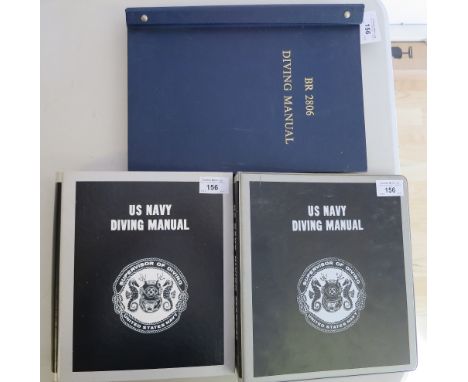 156
BR 2806
DIVING MANUAL
156
US NAVY
DIVING MANUAL
SUPERVISOR OF DIVING
UNITED STATES NAVY
156
US NAVY
DIVING MANUAL
SUPERVISOR OF DIVING
UNITED STATES NAVY